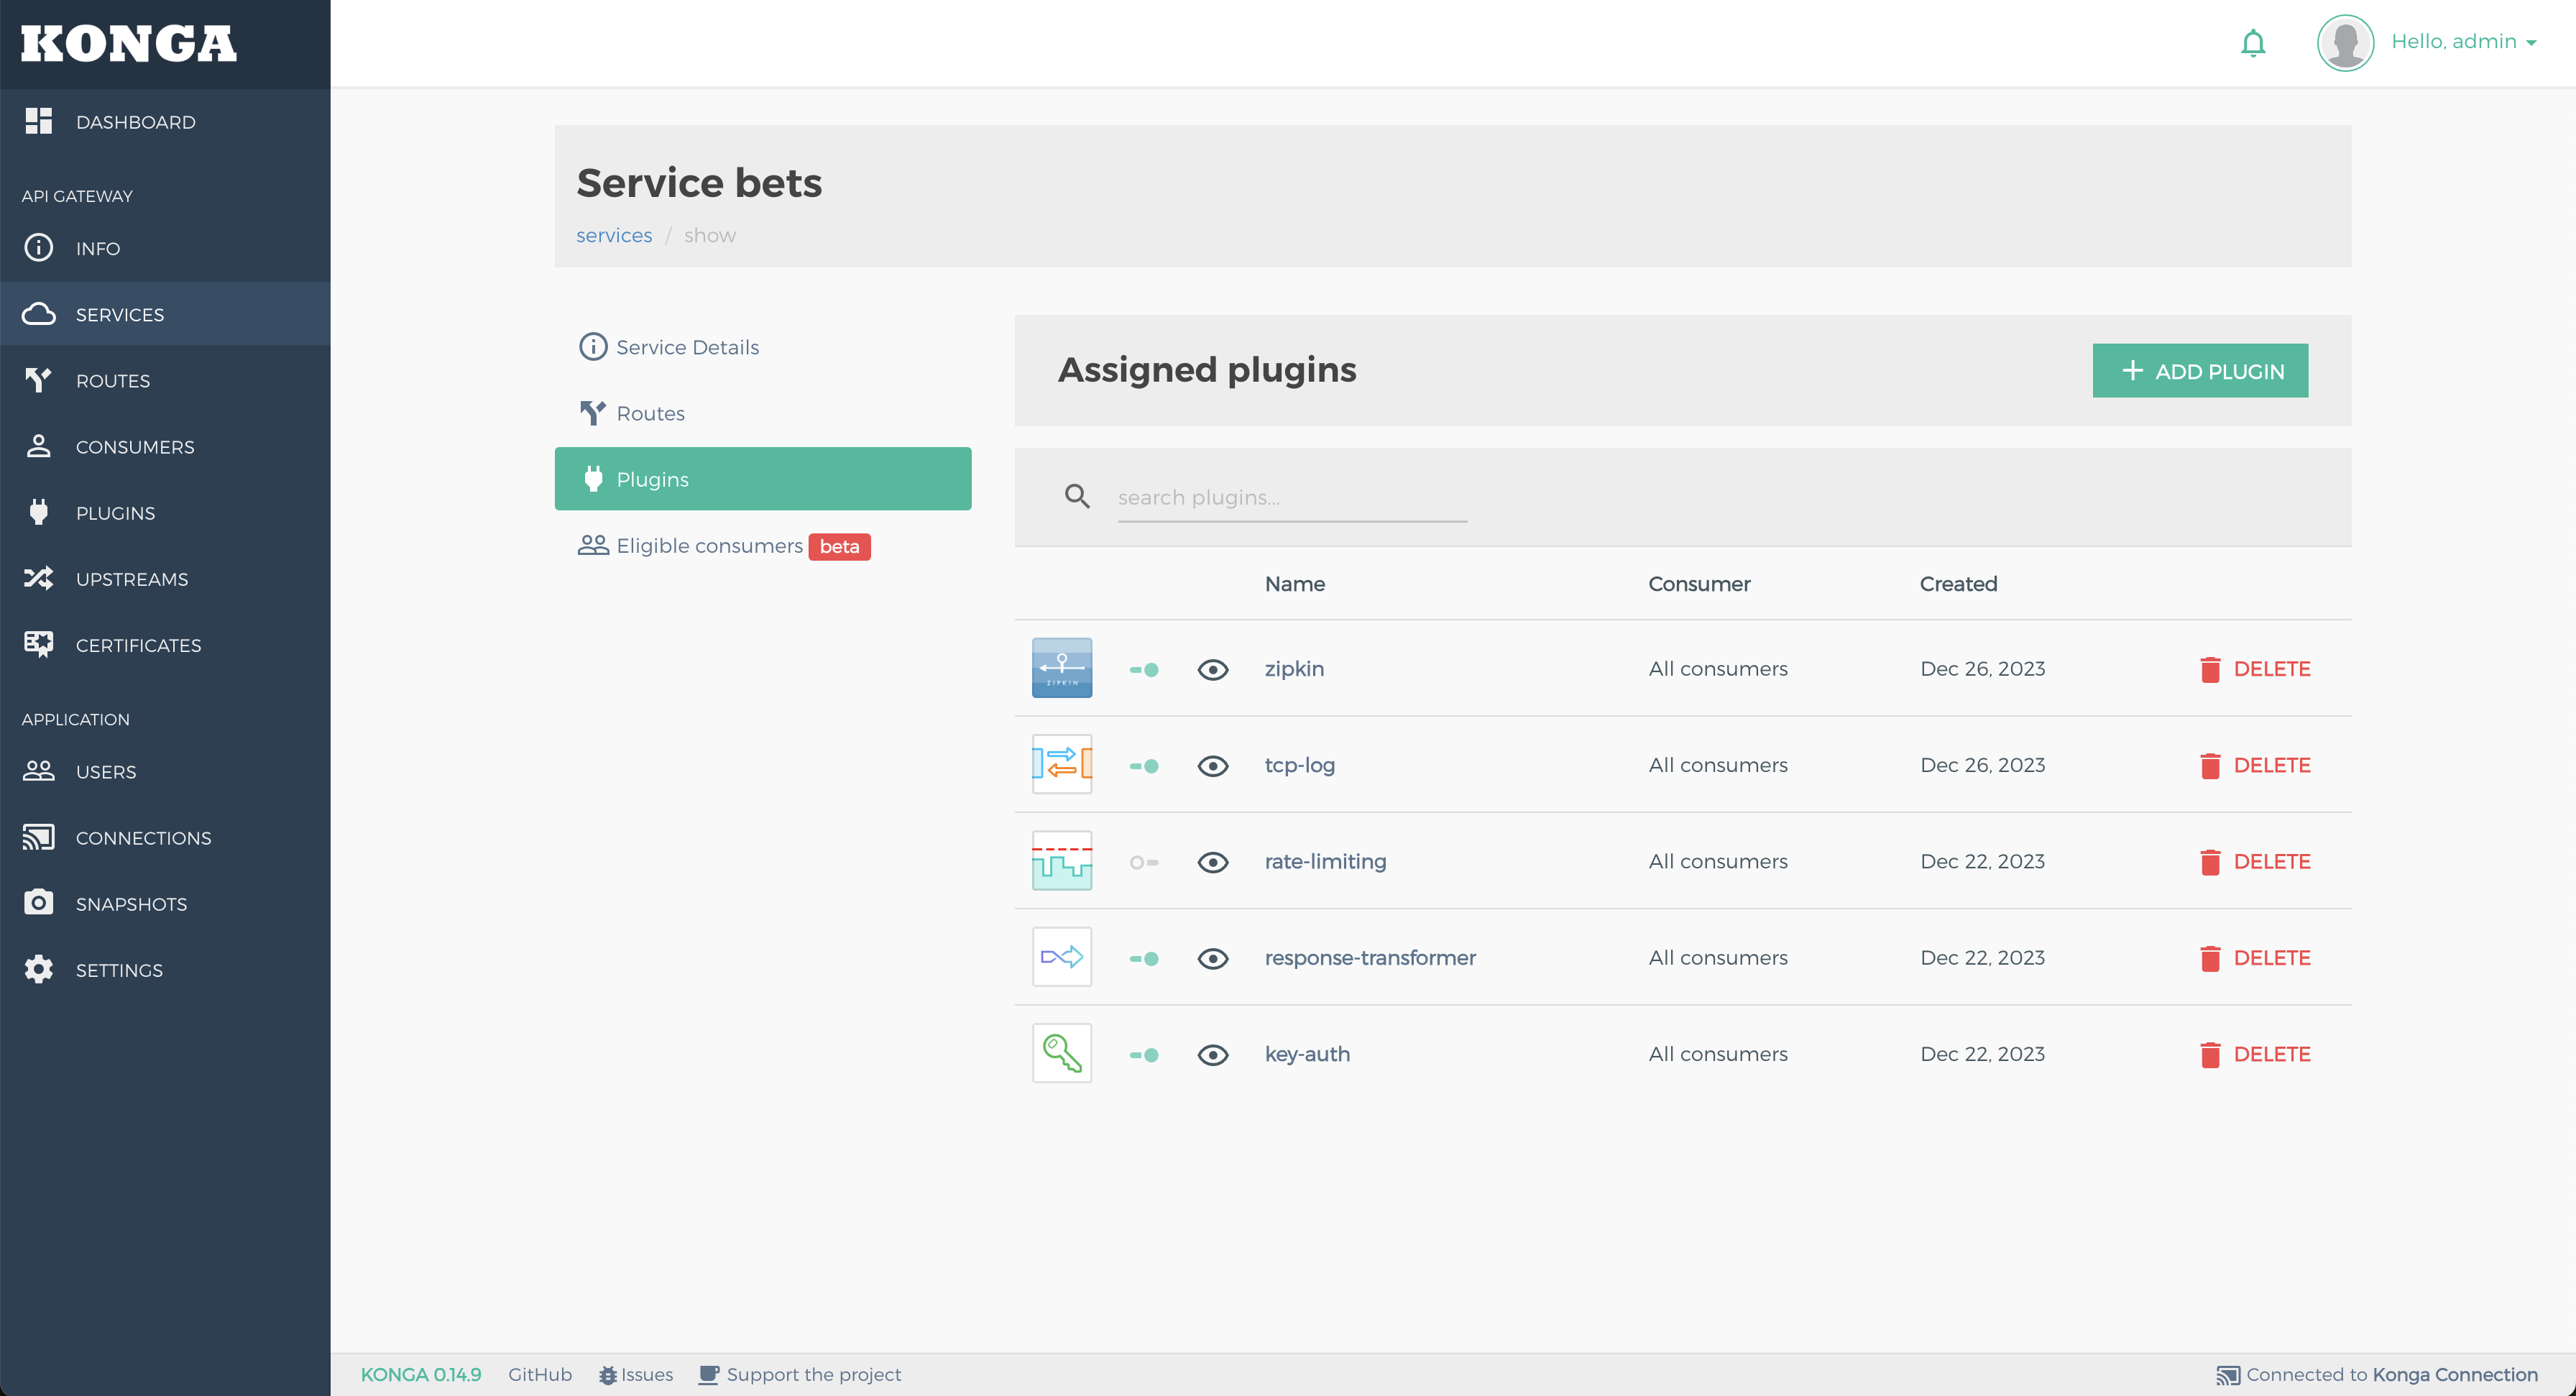 KONGA
Hello, admin
DASHBOARD
API GATEWAY
INFO
SERVICES
ROUTES
CONSUMERS
PLUGINS
UPSTREAMS
CERTIFICATES
APPLICATION
USERS
CONNECTIONS
SNAPSHOTS
SETTINGS
Service bets
services / show
Service Details
Routes
Plugins
Eligible consumers beta
Assigned plugins
ADD PLUGIN
search plugins...
Name Consumer Created
ZIPKIN zipkin All consumers Dec 26, 2023 DELETE
tcp-log All consumers Dec 26, 2023 DELETE
rate-limiting All consumers Dec 22, 2023 DELETE
response-transformer All consumers Dec 22, 2023 DELETE
key-auth All consumers Dec 22, 2023 DELETE
KONGA 0.14.9 GitHub Issues Support the project Connected to Konga Connection